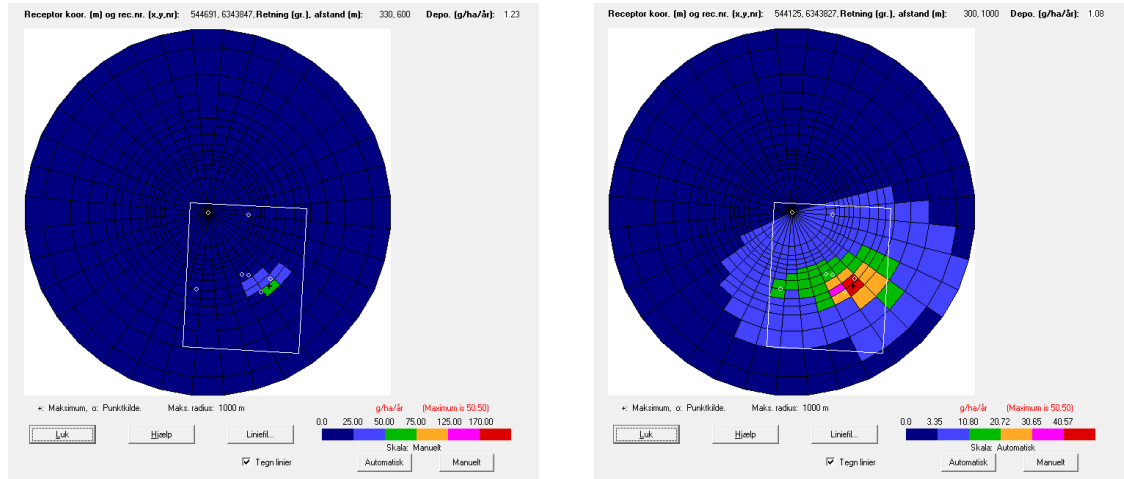 Receptor koor. (m) og rec.nr. (x,y,nr): 544691, 6343847, Retning (gr.), afstand (m): 330, 600 Depo. (g/ha/år): 1.23
+: Maksimum, o: Punktkilde. Maks. radius: 1000 m g/ha/år (Maximum is 50.50)
0.0 25.00 50.00 75.00 125.00 170.00
Luk Hjælp Liniefil...
Skala: Manuelt
Tegn linier Automatisk Manuelt
Receptor koor. (m) og rec.nr. (x,y,nr): 544125, 6343827, Retning (gr.), afstand (m): 300, 1000 Depo. (g/ha/år): 1.08
+: Maksimum, o: Punktkilde. Maks. radius: 1000 m g/ha/år (Maximum is 50.50)
0.0 3.35 10.80 20.72 30.65 40.57
Luk Hjælp Liniefil...
Skala: Automatisk
Tegn linier Automatisk Manuelt